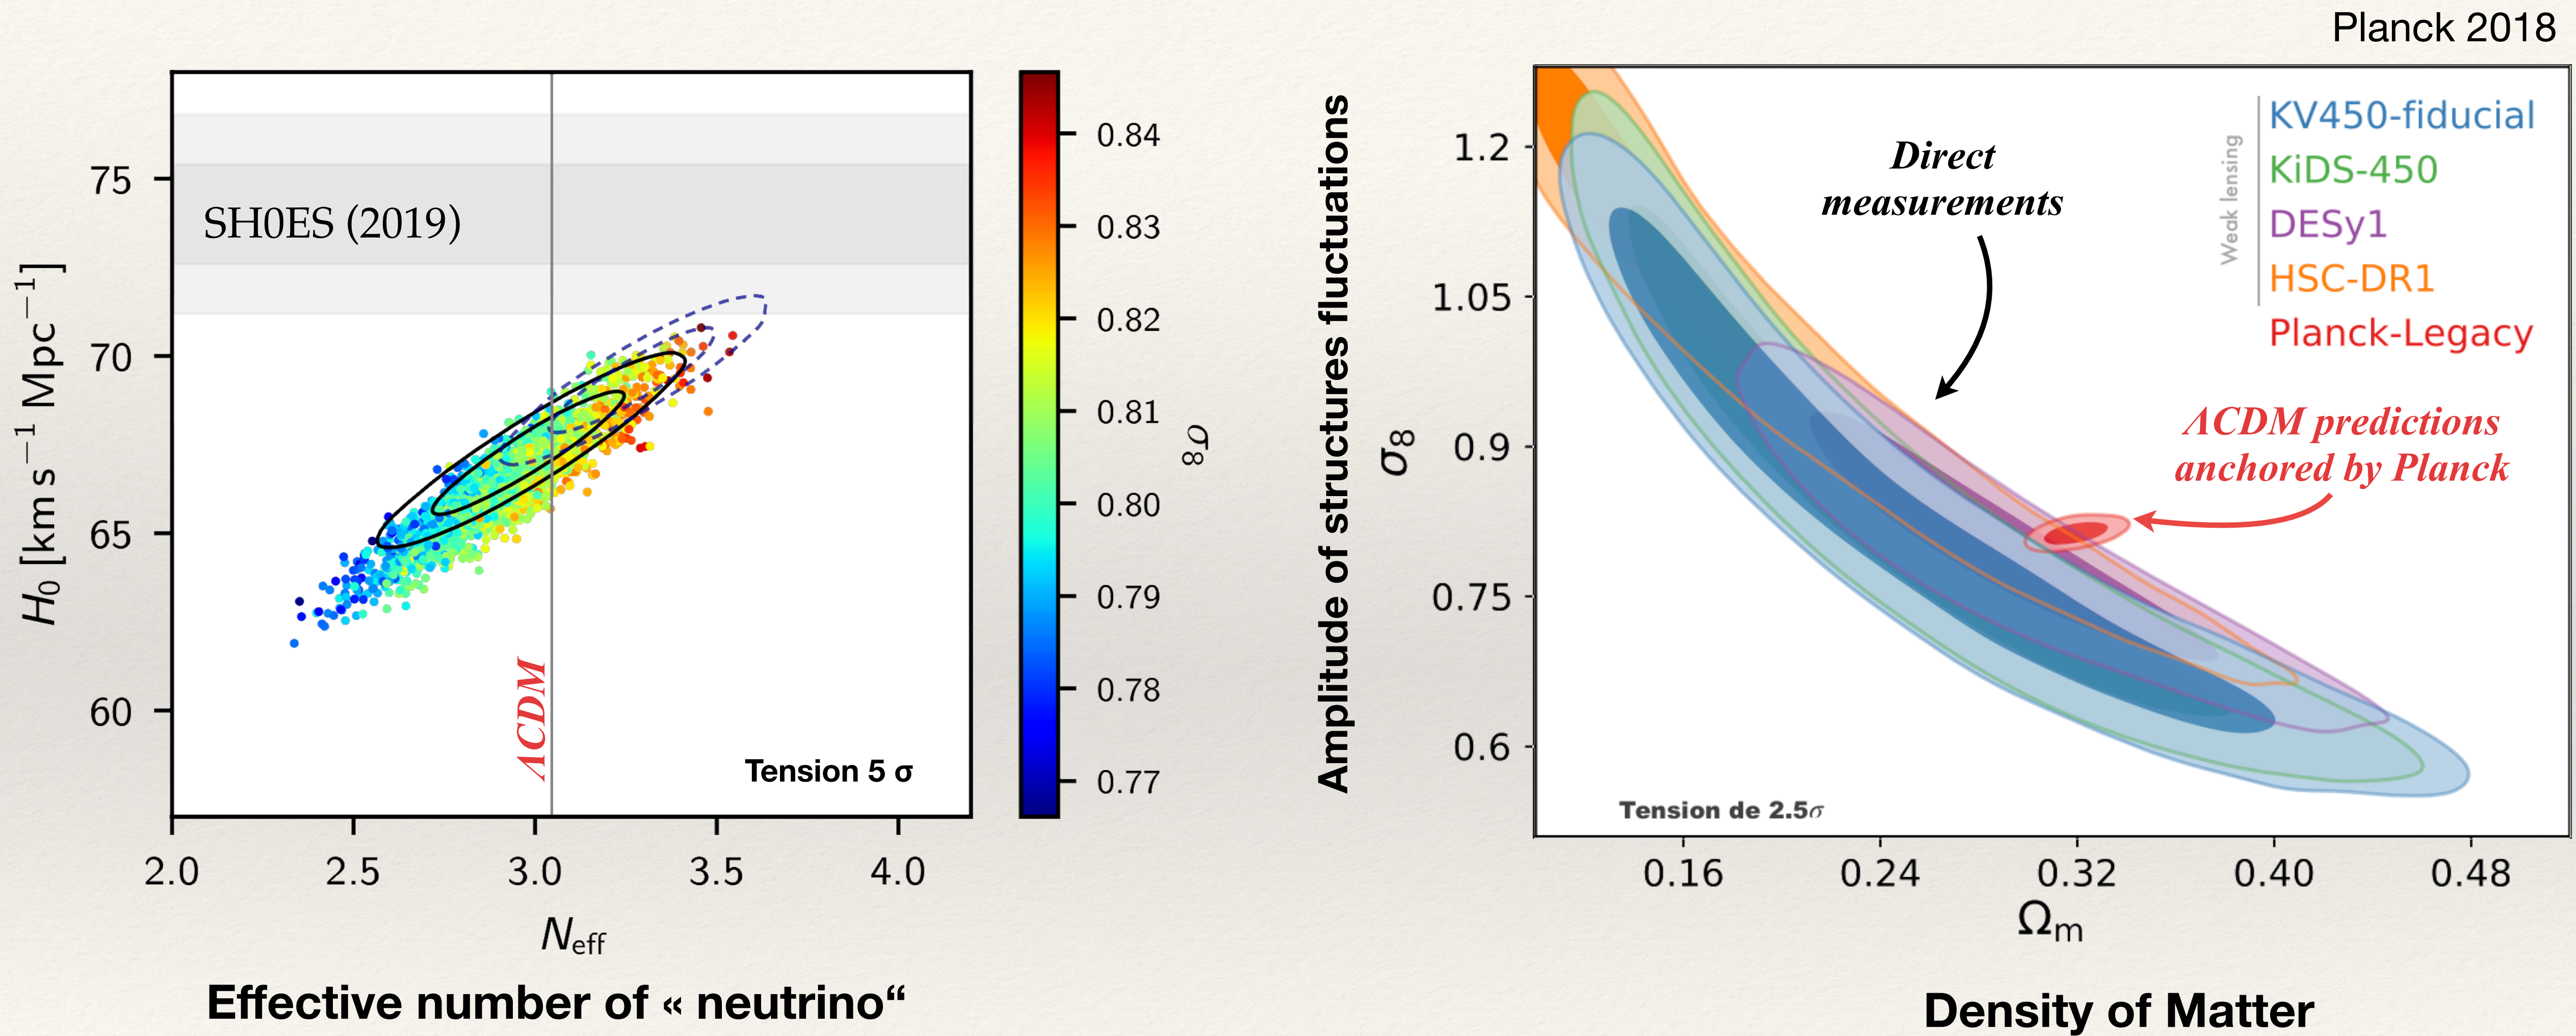 Planck 2018
H0 [km s−1 Mpc−1]
75
70
65
60
SH0ES (2019)
ΛCDM
Tension 5 σ
2.0 2.5 3.0 3.5 4.0
Neff
Effective number of « neutrino“
0.84
0.83
0.82
0.81
0.80
0.79
0.78
0.77
σ8
Amplitude of structures fluctuations
σ8
1.2
1.05
0.9
0.75
0.6
Direct
measurements
Weak lensing
KV450-fiducial
KiDS-450
DESy1
HSC-DR1
Planck-Legacy
ΛCDM predictions
anchored by Planck
Tension de 2.5σ
0.16 0.24 0.32 0.40 0.48
Ωm
Density of Matter